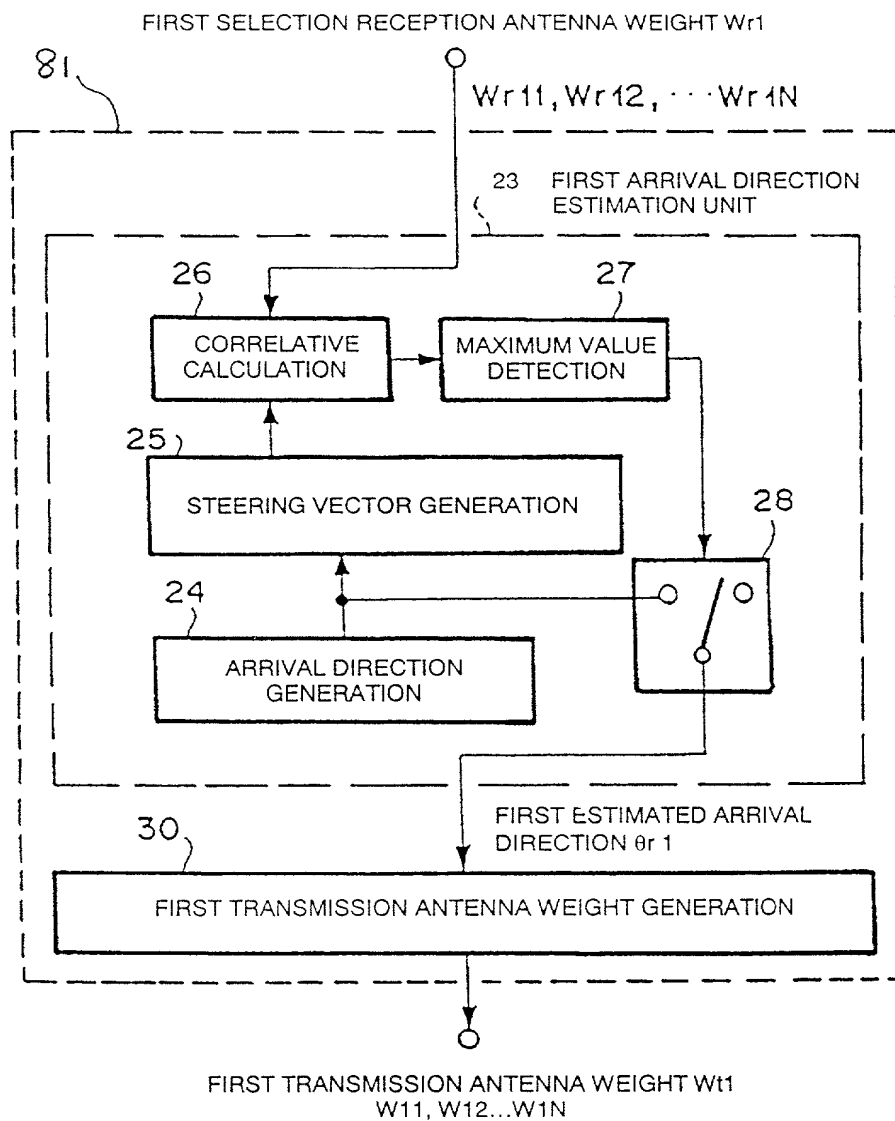 FIRST SELECTION RECEPTION ANTENNA WEIGHT Wr1
81
Wr11, Wr12, ··· Wr1N
23 FIRST ARRIVAL DIRECTION
ESTIMATION UNIT
26
27
CORRELATIVE
CALCULATION
MAXIMUM VALUE
DETECTION
25
STEERING VECTOR GENERATION
28
24
ARRIVAL DIRECTION
GENERATION
FIRST ESTIMATED ARRIVAL
DIRECTION θr 1
30
FIRST TRANSMISSION ANTENNA WEIGHT GENERATION
FIRST TRANSMISSION ANTENNA WEIGHT Wt1
W11, W12...W1N